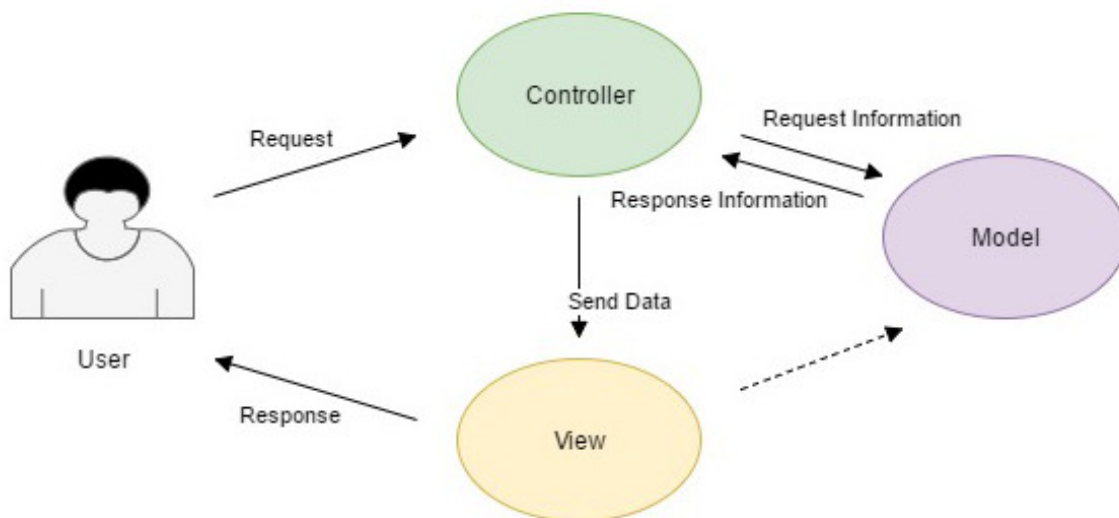 Controller
Request Information
Request
Response Information
Model
Send Data
User
Response
View